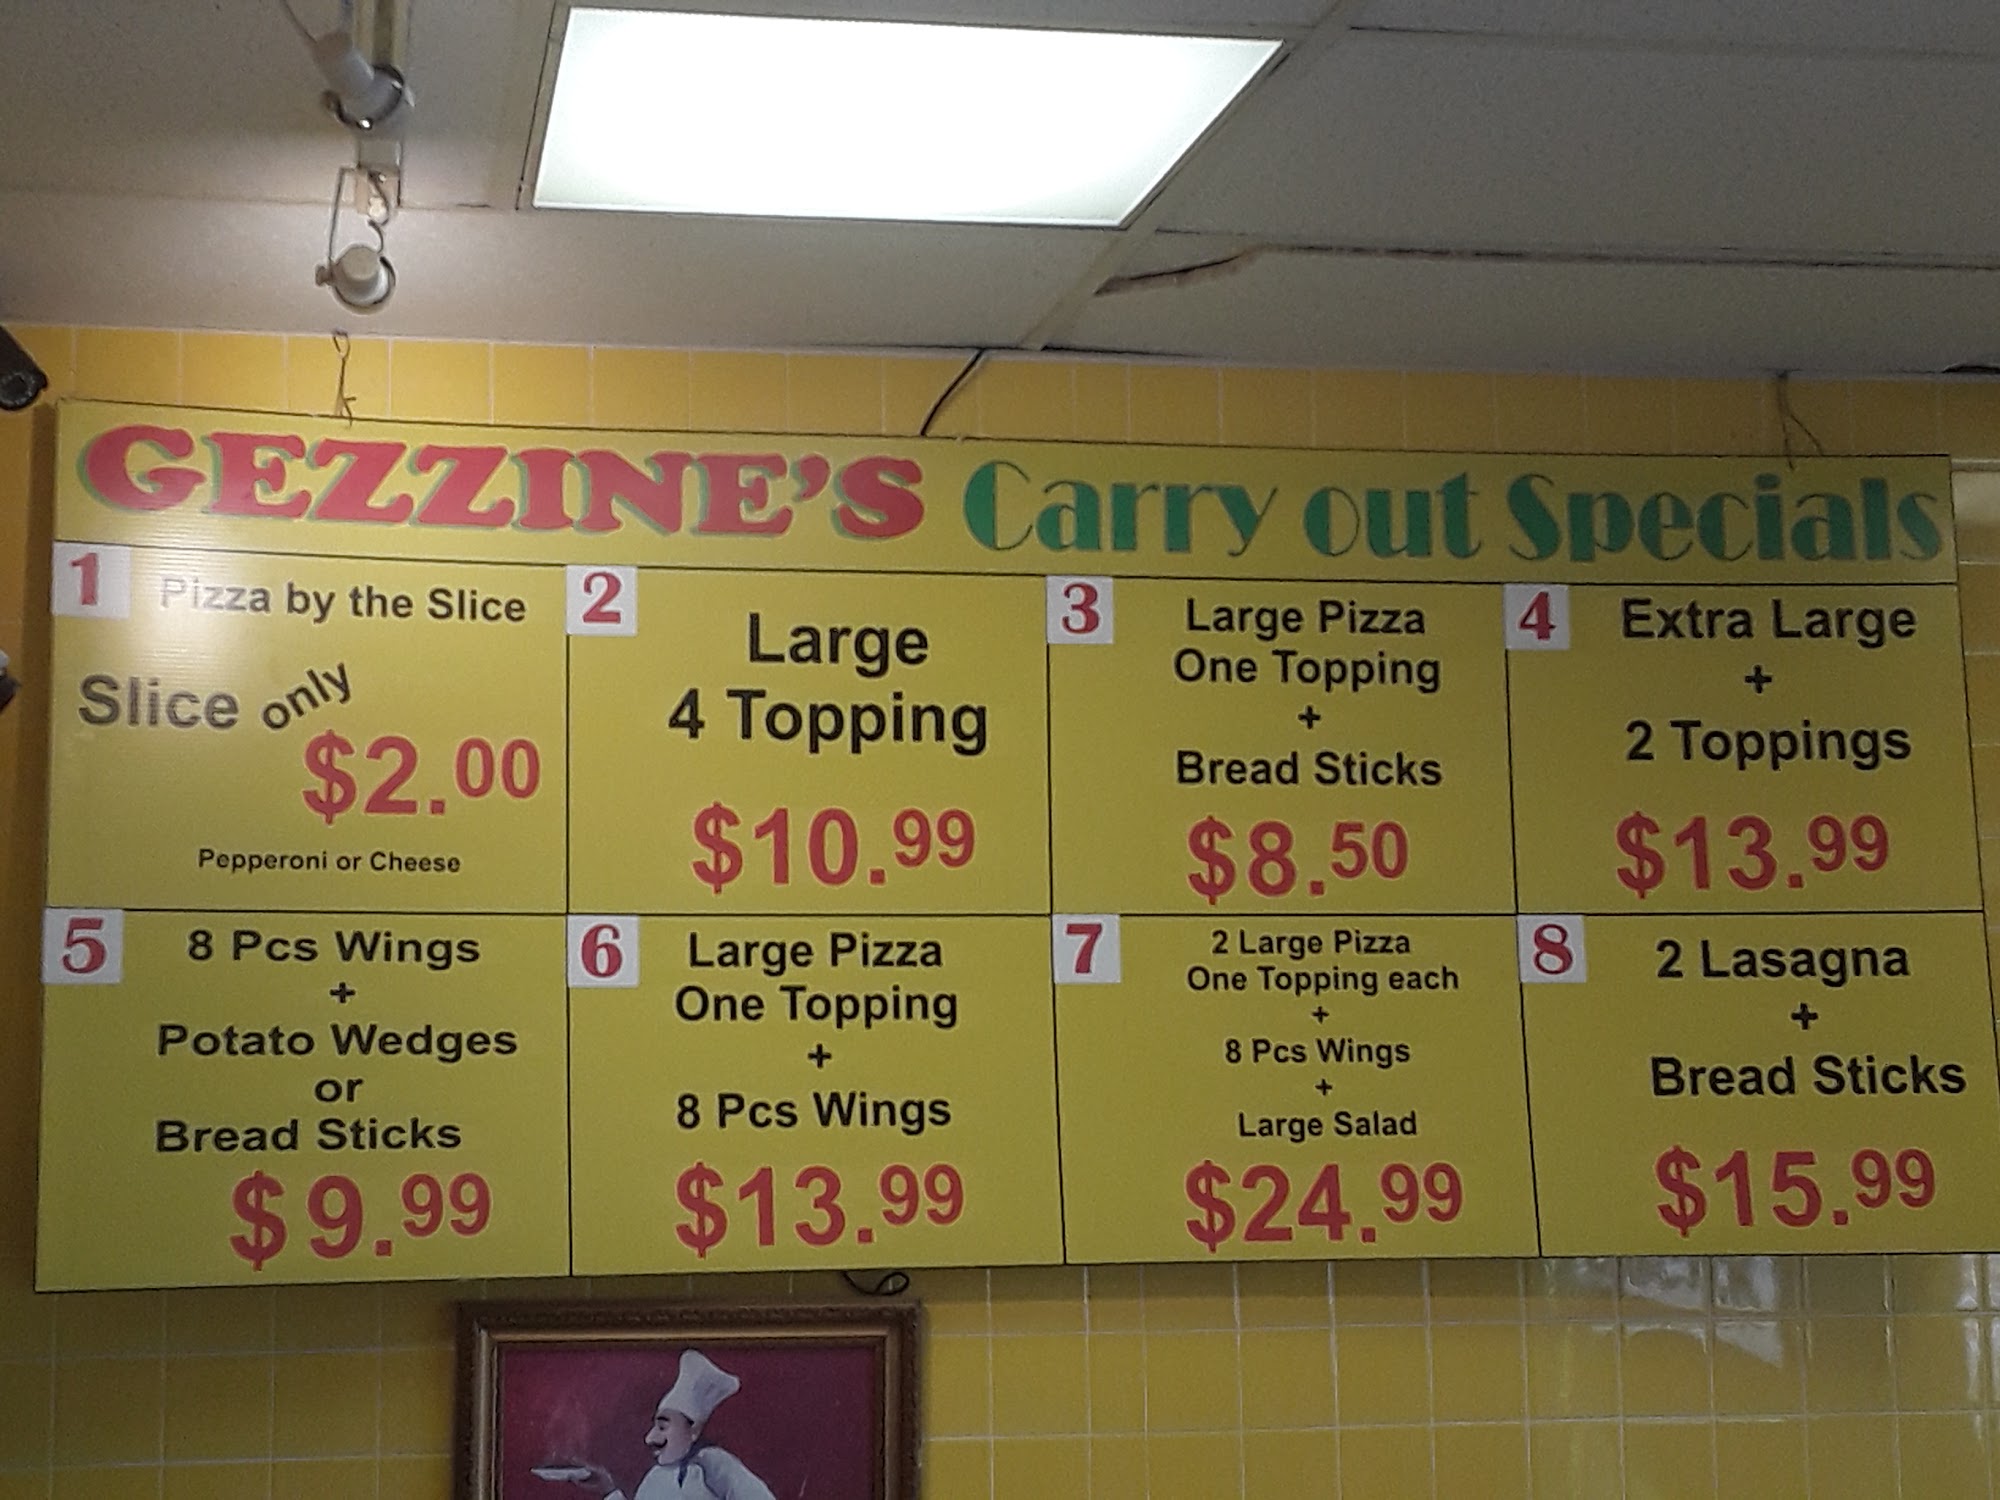 GEZZINE'S Carry out Specials
1
Pizza by the Slice
Slice only
$2.00
Pepperoni or Cheese
2
Large
4 Topping
$10.99
3
Large Pizza
One Topping
+
Bread Sticks
$8.50
4
Extra Large
+
2 Toppings
$13.99
5
8 Pcs Wings
+
Potato Wedges
or
Bread Sticks
$9.99
6
Large Pizza
One Topping
+
8 Pcs Wings
$13.99
7
2 Large Pizza
One Topping each
+
8 Pcs Wings
+
Large Salad
$24.99
8
2 Lasagna
+
Bread Sticks
$15.99